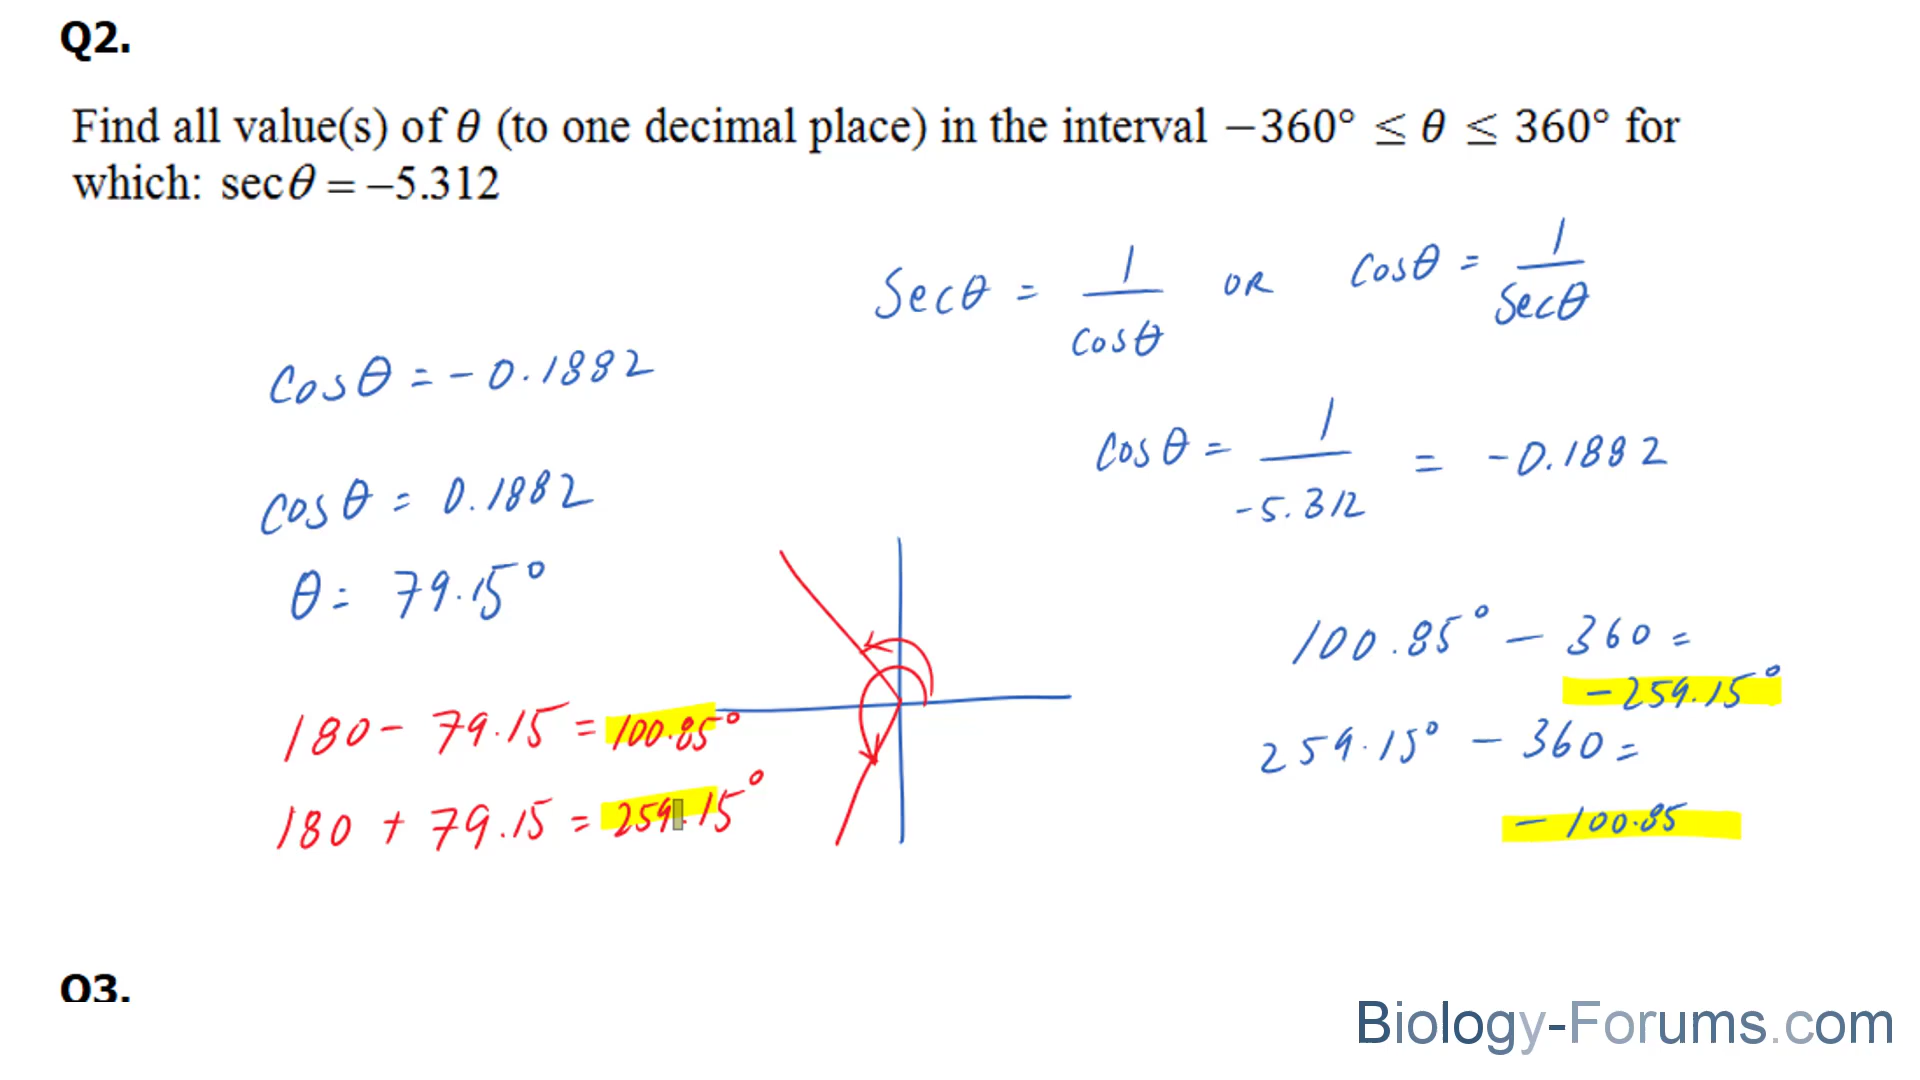 Q2.
Find all value(s) of θ (to one decimal place) in the interval −360° ≤ θ ≤ 360° for
which: secθ = −5.312
Secθ = 1/cosθ OR cosθ = 1/Secθ
cosθ = -0.1882
cosθ = 1/-5.312 = -0.1882
cosθ = 0.1882
θ = 79.15°
100.85° - 360 =
-259.15°
180 - 79.15 = 100.85°
259.15° - 360 =
180 + 79.15 = 259.15°
-100.85
Q3.
Biology-Forums.com